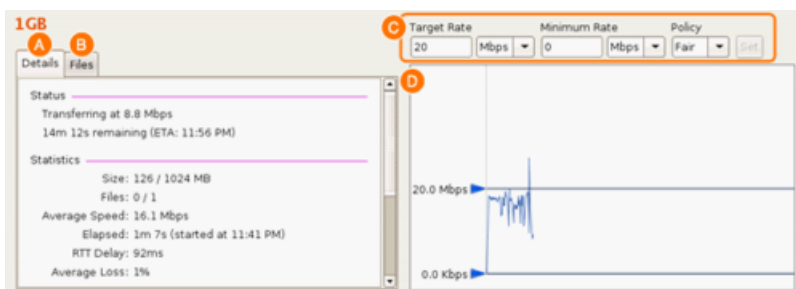 1GB
A B
Details Files
Status
Transferring at 8.8 Mbps
14m 12s remaining (ETA: 11:56 PM)
Statistics
Size: 126 / 1024 MB
Files: 0 / 1
Average Speed: 16.1 Mbps
Elapsed: 1m 7s (started at 11:41 PM)
RTT Delay: 92ms
Average Loss: 1%
C
Target Rate Minimum Rate Policy
20 Mbps 0 Mbps Fair Set
D
20.0 Mbps
0.0 Kbps